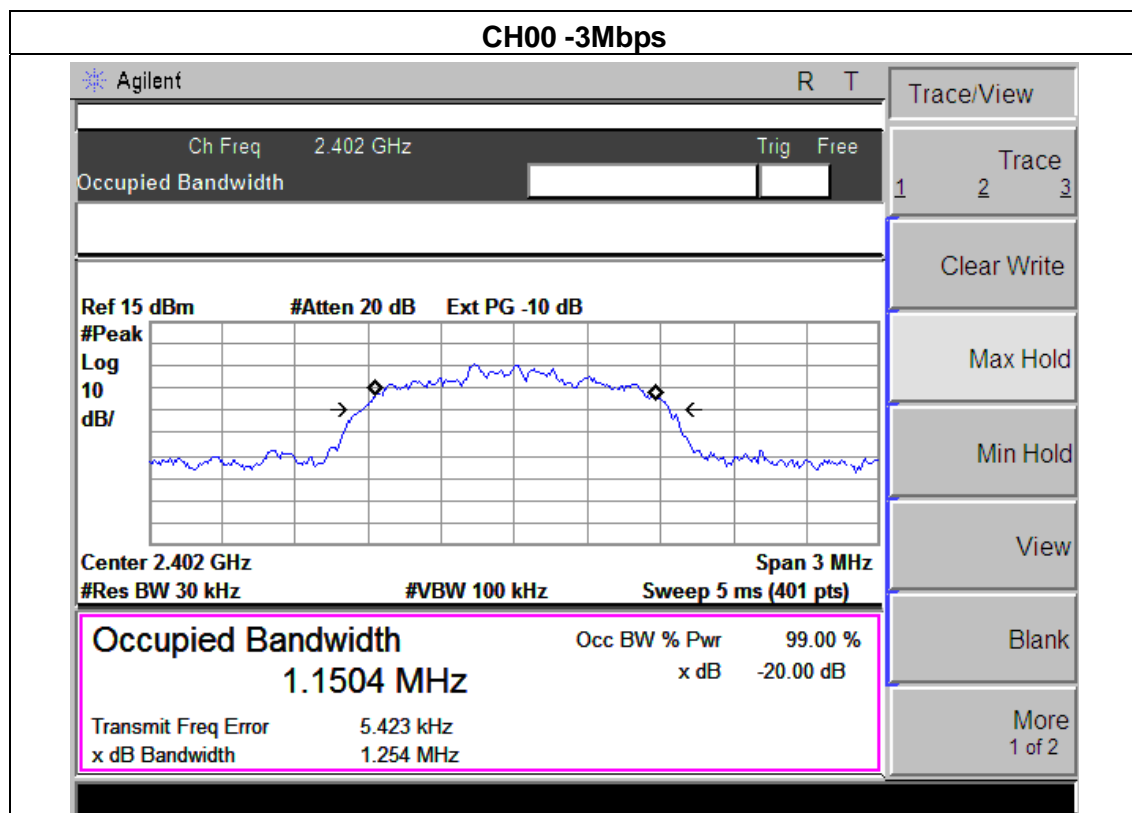 CH00 -3Mbps
Agilent R T
Ch Freq 2.402 GHz Trig Free
Occupied Bandwidth
Ref 15 dBm #Atten 20 dB Ext PG -10 dB
#Peak
Log
10
dB/
Center 2.402 GHz Span 3 MHz
#Res BW 30 kHz #VBW 100 kHz Sweep 5 ms (401 pts)
Occupied Bandwidth Occ BW % Pwr 99.00 %
1.1504 MHz x dB -20.00 dB
Transmit Freq Error 5.423 kHz
x dB Bandwidth 1.254 MHz
Trace/View
Trace
1 2 3
Clear Write
Max Hold
Min Hold
View
Blank
More
1 of 2